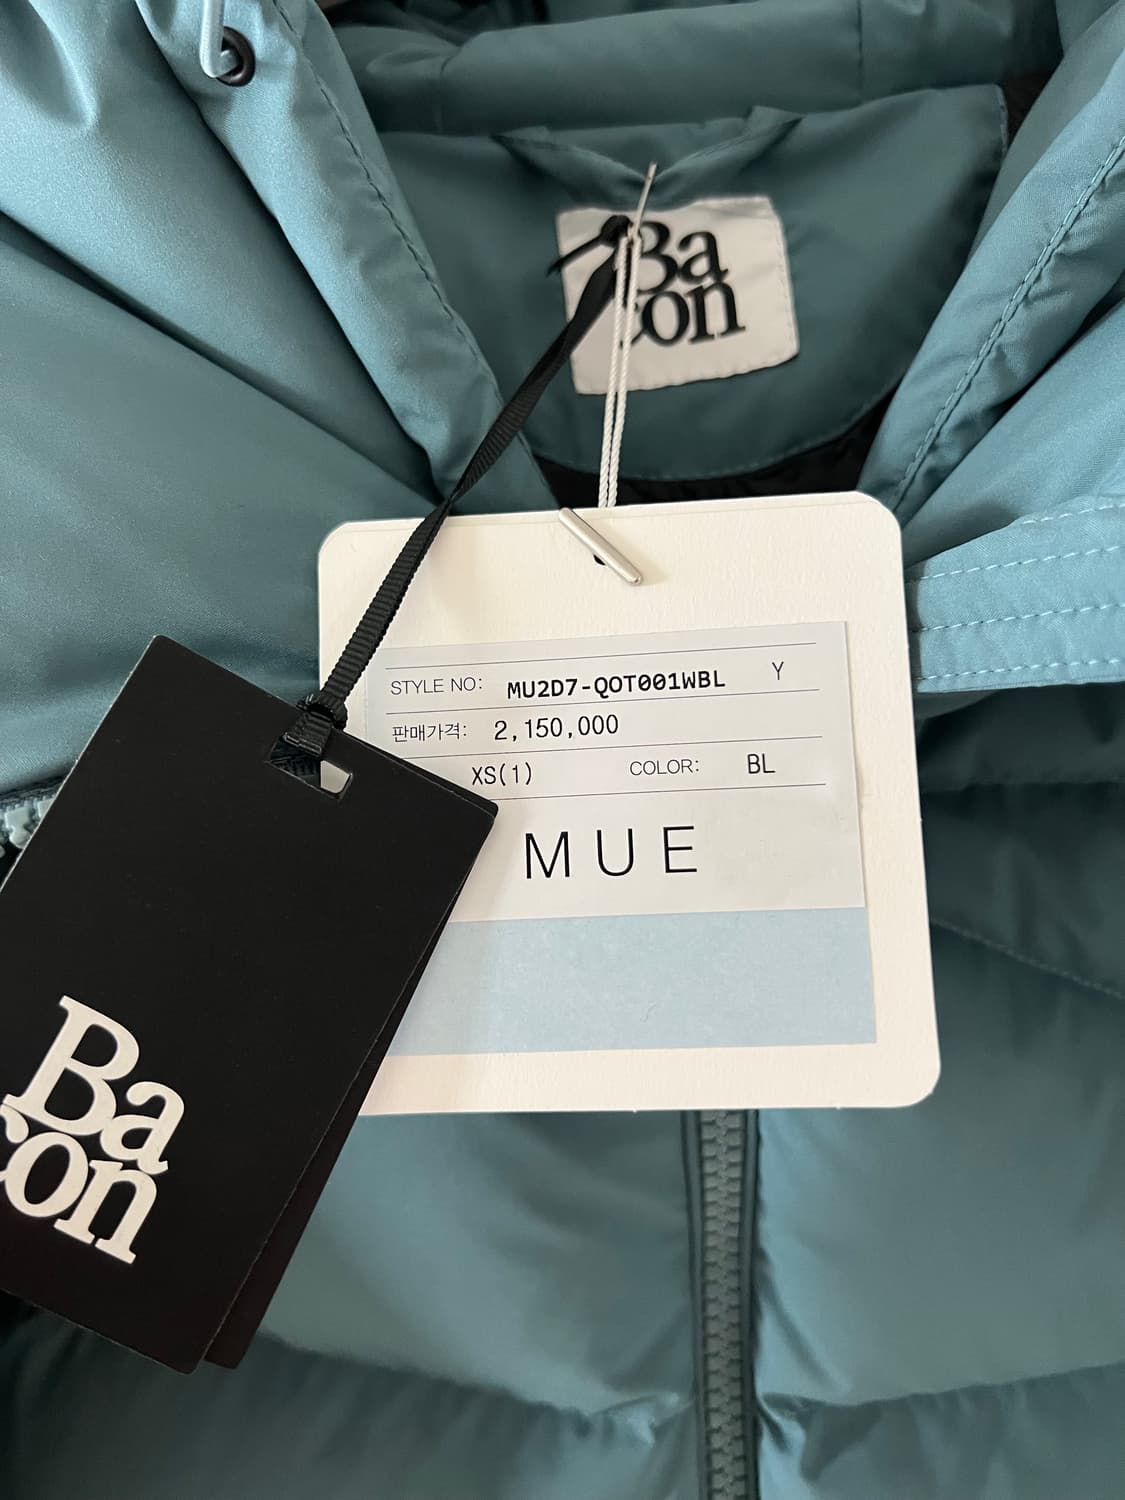 Ba
con
STYLE NO: MU2D7-QOT001WBL Y
판매가격: 2,150,000
XS(1) COLOR: BL
MUE
Ba
con